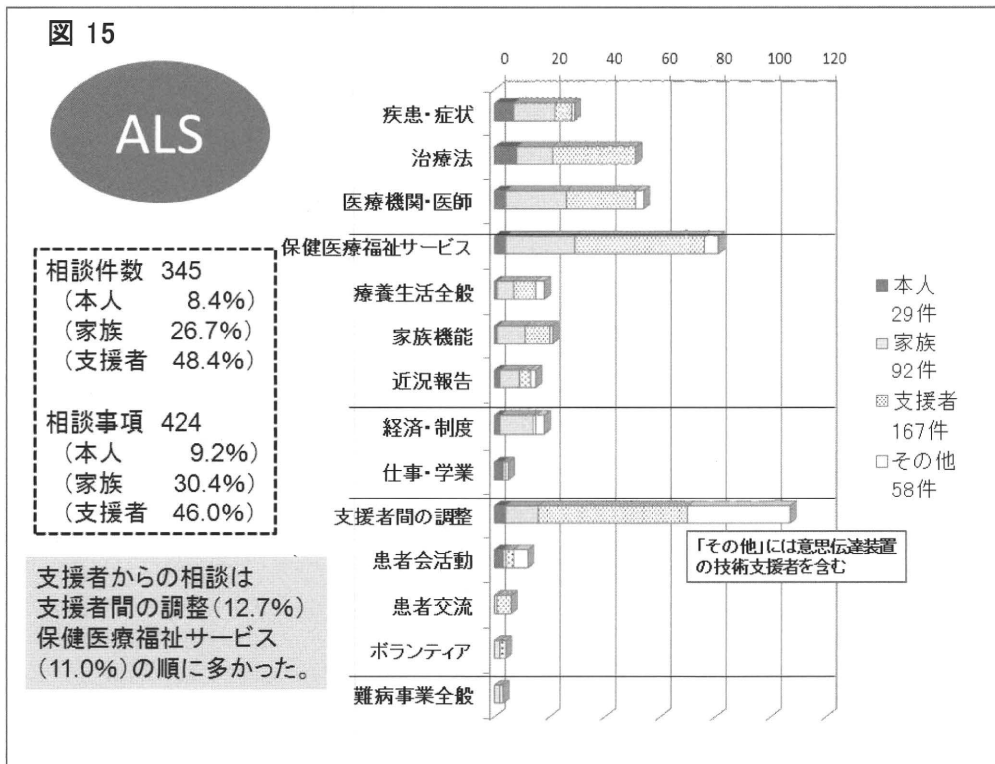 図 15
ALS
相談件数 345
(本人 8.4%)
(家族 26.7%)
(支援者 48.4%)
相談事項 424
(本人 9.2%)
(家族 30.4%)
(支援者 46.0%)
支援者からの相談は
支援者間の調整(12.7%)
保健医療福祉サービス
(11.0%)の順に多かった。
0 20 40 60 80 100 120
疾患・症状
治療法
医療機関・医師
保健医療福祉サービス
療養生活全般
家族機能
近況報告
経済・制度
仕事・学業
支援者間の調整
患者会活動
患者交流
ボランティア
難病事業全般
「その他」には意思伝達装置
の技術支援者を含む
本人
29件
家族
92件
支援者
167件
その他
58件